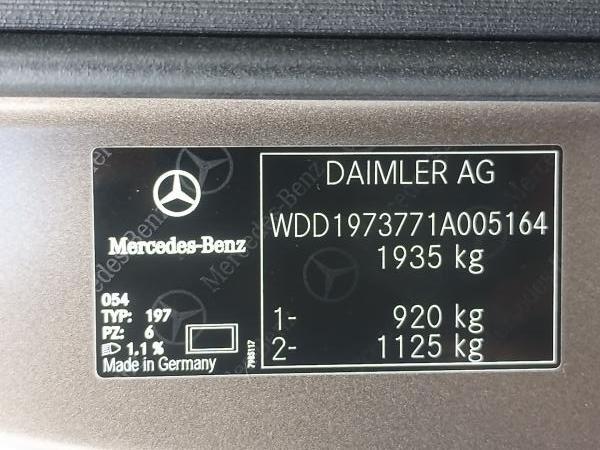 DAIMLER AG
WDD1973771A005164
1935 kg
1- 920 kg
2- 1125 kg
Mercedes-Benz
054
TYP: 197
PZ: 6
1.1 %
Made in Germany
7985117